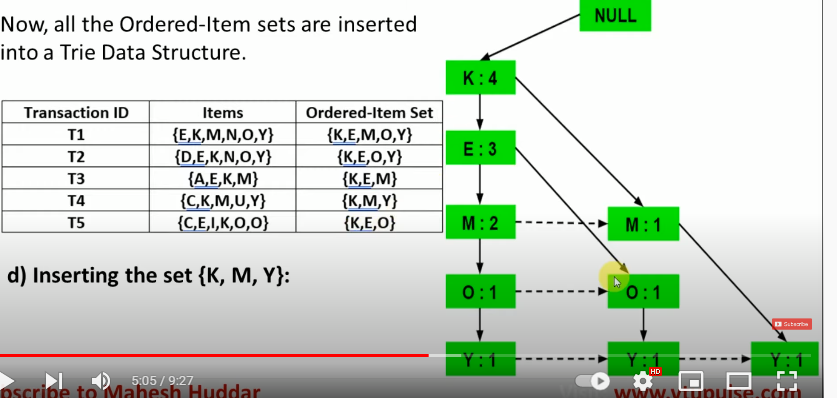 NULL
Now, all the Ordered-Item sets are inserted
into a Trie Data Structure.
K : 4
Transaction ID Items Ordered-Item Set
T1 {E,K,M,N,O,Y} {K,E,M,O,Y}
T2 {D,E,K,N,O,Y} {K,E,O,Y}
T3 {A,E,K,M} {K,E,M}
T4 {C,K,M,U,Y} {K,M,Y}
T5 {C,E,I,K,O,O} {K,E,O}
E : 3
M : 2 M : 1
d) Inserting the set {K, M, Y}:
O : 1 O : 1
Subscribe
Y : 1 Y : 1 Y : 1
5:05 / 9:27
HD
bscribe to Mahesh Huddar
www.vtupulse.com